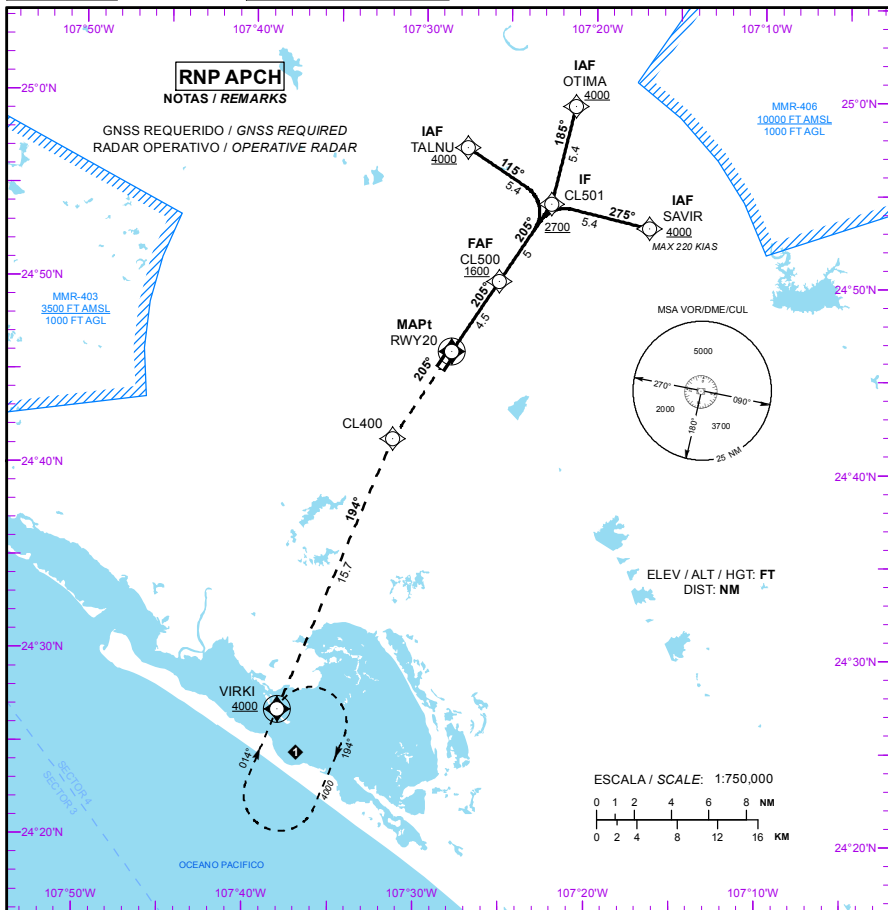 107°50'W 107°40'W 107°30'W 107°20'W 107°10'W
RNP APCH
NOTAS / REMARKS
GNSS REQUERIDO / GNSS REQUIRED
RADAR OPERATIVO / OPERATIVE RADAR
25°0'N
25°0'N
IAF
OTIMA
4000
185°
5.4
IAF
TALNU
4000
115°
5.4
IF
CL501
2700
IAF
SAVIR
4000
MAX 220 KIAS
275°
5.4
MMR-406
10000 FT AMSL
1000 FT AGL
205°
5
FAF
CL500
1600
205°
4.5
24°50'N
24°50'N
MMR-403
3500 FT AMSL
1000 FT AGL
MAPt
RWY20
205°
MSA VOR/DME/CUL
5000
270°
090°
2000
180°
3700
25 NM
CL400
24°40'N
24°40'N
194°
15.7
ELEV / ALT / HGT: FT
DIST: NM
24°30'N
24°30'N
VIRKI
4000
1
014°
194°
4000
SECTOR 4
SECTOR 3
ESCALA / SCALE: 1:750,000
0 1 2 4 6 8 NM
0 2 4 8 12 16 KM
24°20'N
24°20'N
OCEANO PACIFICO
107°50'W 107°40'W 107°30'W 107°20'W 107°10'W